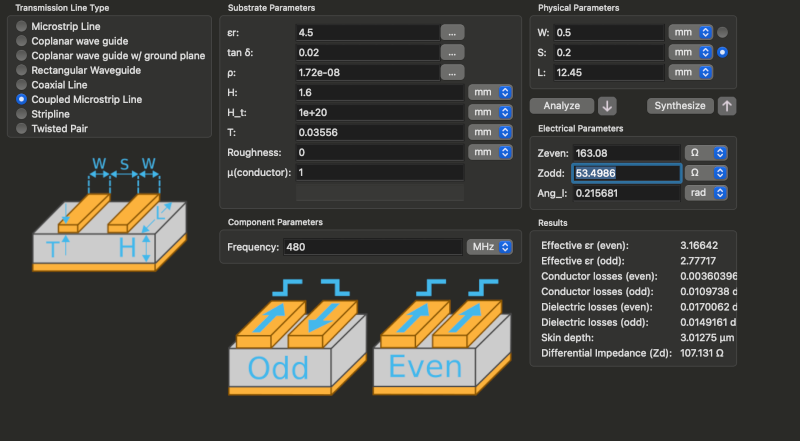 Transmission Line Type
Microstrip Line
Coplanar wave guide
Coplanar wave guide w/ ground plane
Rectangular Waveguide
Coaxial Line
Coupled Microstrip Line
Stripline
Twisted Pair
W S W
L
T H
Substrate Parameters
εr: 4.5 ...
tan δ: 0.02 ...
ρ: 1.72e-08 ...
H: 1.6 mm
H_t: 1e+20 mm
T: 0.03556 mm
Roughness: 0 mm
μ(conductor): 1
Component Parameters
Frequency: 480 MHz
Odd Even
Physical Parameters
W: 0.5 mm
S: 0.2 mm
L: 12.45 mm
Analyze Synthesize
Electrical Parameters
Zeven: 163.08 Ω
Zodd: 53.4986 Ω
Ang_l: 0.215681 rad
Results
Effective εr (even): 3.16642
Effective εr (odd): 2.77717
Conductor losses (even): 0.00360396
Conductor losses (odd): 0.0109738 d
Dielectric losses (even): 0.0170062 d
Dielectric losses (odd): 0.0149161 d
Skin depth: 3.01275 μm
Differential Impedance (Zd): 107.131 Ω